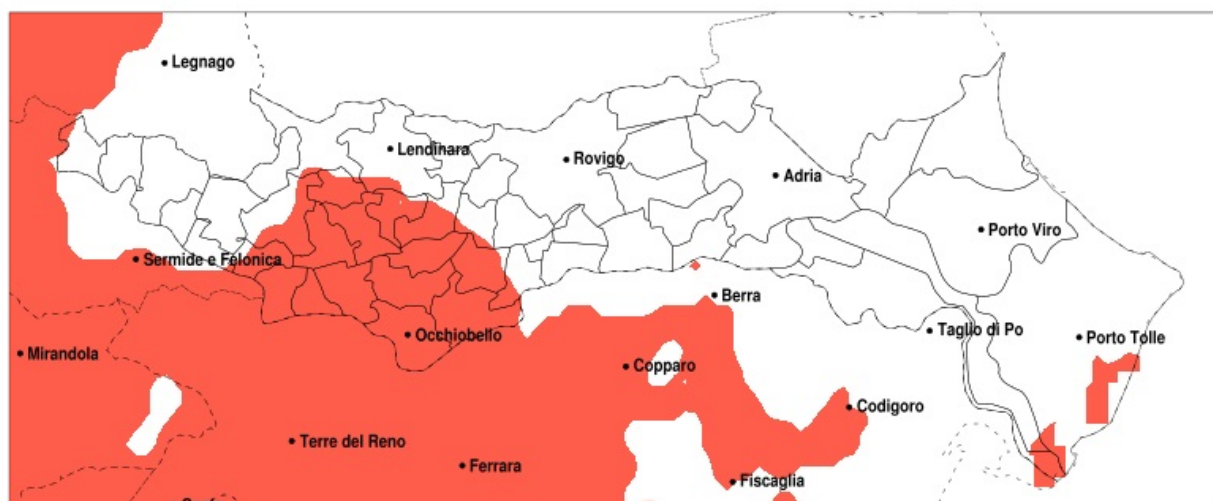 Legnago
Lendinara
Rovigo
Adria
Porto Viro
Sermide e Felonica
Berra
Occhiobello
Taglio di Po
Porto Tolle
Mirandola
Copparo
Codigoro
Terre del Reno
Ferrara
Fiscaglia